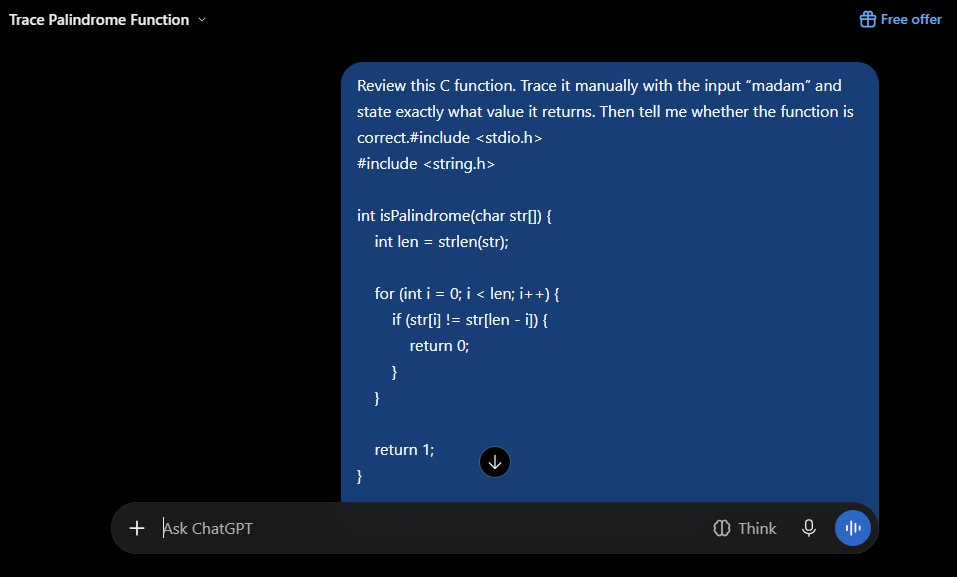 Trace Palindrome Function
Free offer
Review this C function. Trace it manually with the input “madam” and
state exactly what value it returns. Then tell me whether the function is
correct.#include <stdio.h>
#include <string.h>
int isPalindrome(char str[]) {
int len = strlen(str);
for (int i = 0; i < len; i++) {
if (str[i] != str[len - i]) {
return 0;
}
}
return 1;
}
Ask ChatGPT
Think